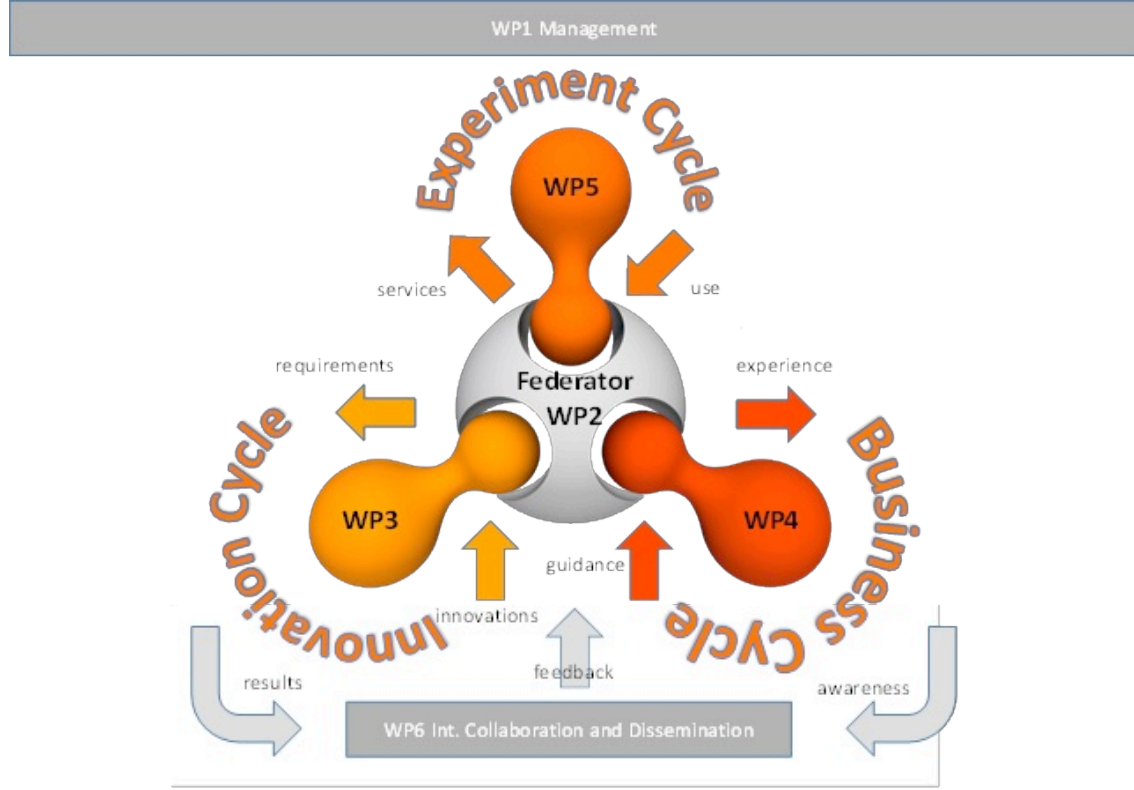 WP1 Management
Experiment Cycle
WP5
services
use
requirements
experience
Federator
WP2
Innovation Cycle
Business Cycle
WP3
WP4
guidance
innovations
feedback
results
awareness
WP6 Int. Collaboration and Dissemination